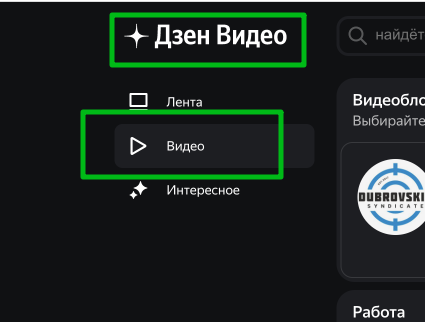 Дзен Видео
найдёт
Лента
Видео
Интересное
Видеобло
Выбирайте
DUBROVSKI
SYNDICATE
Работа